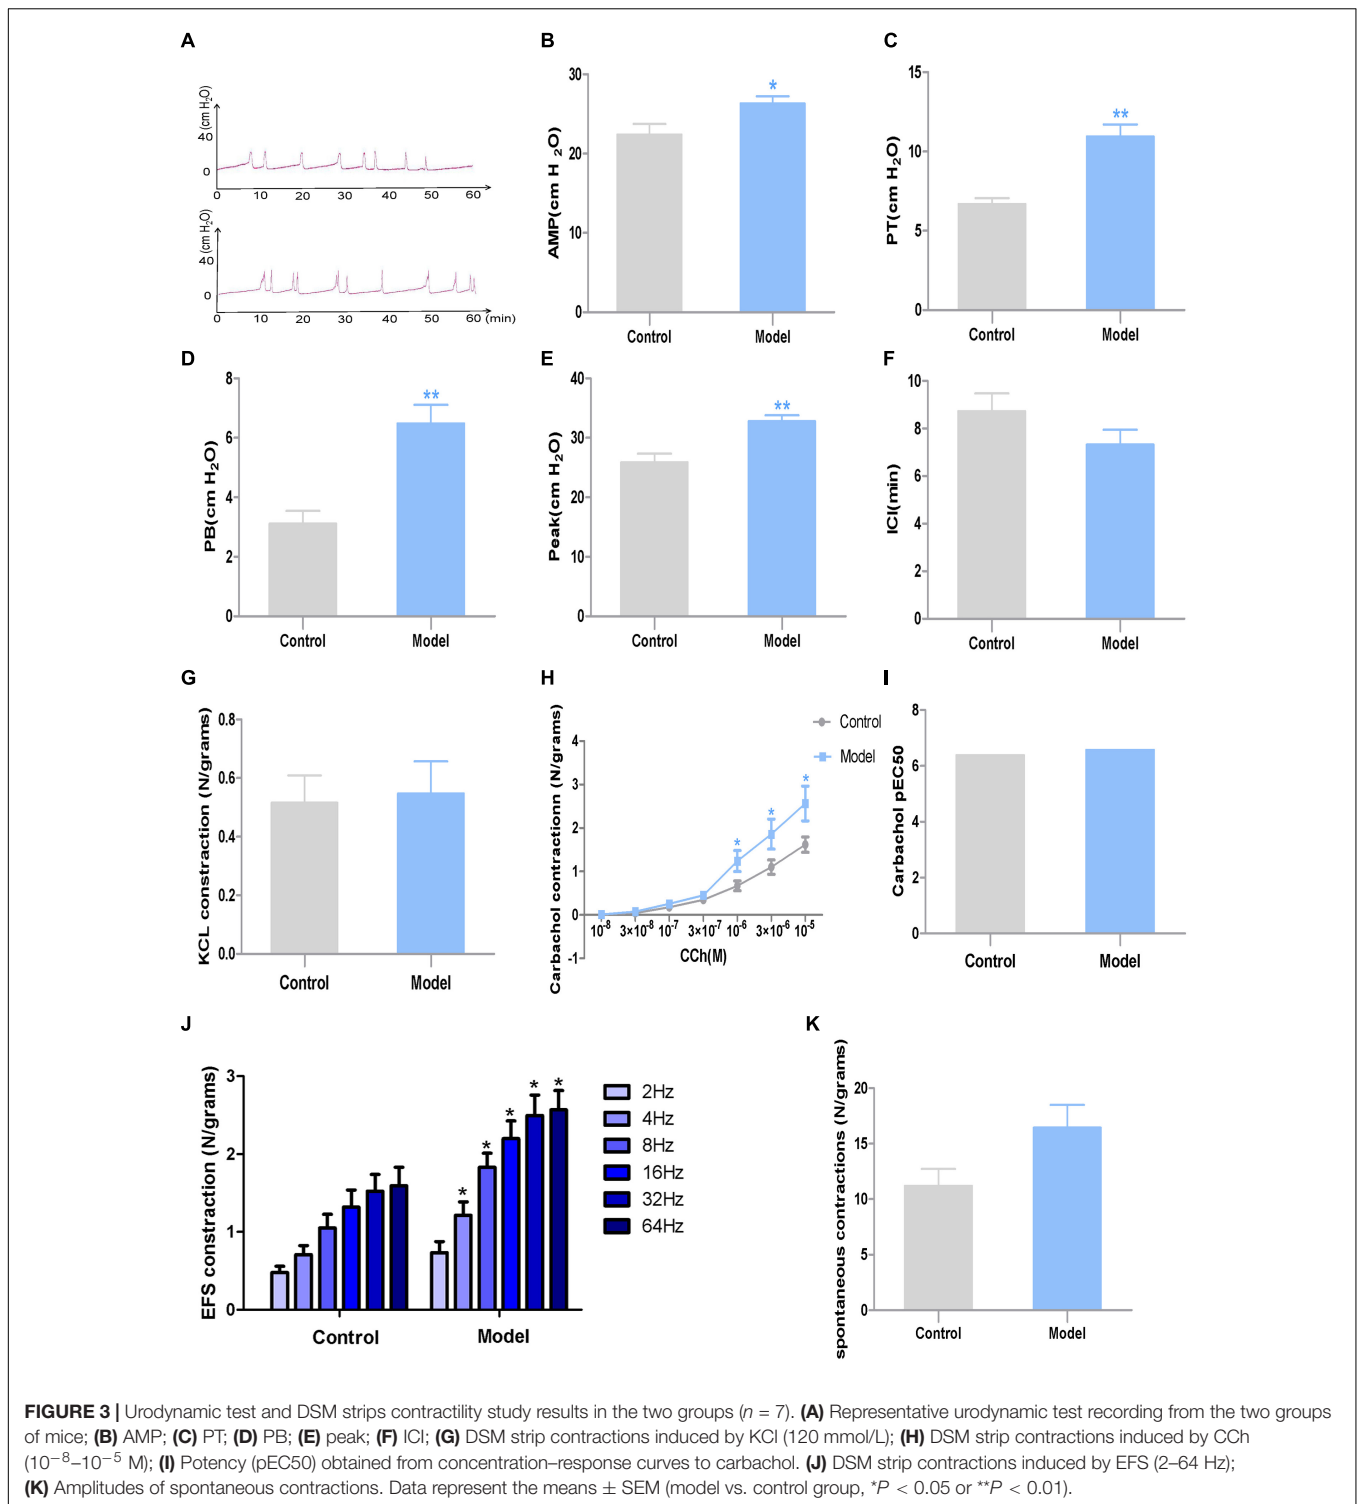 A
(cm H2O)
40
0
0 10 20 30 40 50 60
(cm H2O)
40
0
0 10 20 30 40 50 60 (min)
B
AMP(cm H 2O)
30
20
10
0
*
Control Model
C
PT(cm H2O)
15
10
5
0
**
Control Model
D
PB(cm H2O)
8
6
4
2
0
**
Control Model
E
Peak(cm H2O)
40
30
20
10
0
**
Control Model
F
ICI(min)
10
8
6
4
2
0
Control Model
G
KCL constraction (N/grams)
0.8
0.6
0.4
0.2
0.0
Control Model
H
Carbachol contractionn (N/grams)
4
3
2
1
0
-1
* * *
10-8 3×10-8 10-7 3×10-7 10-6 3×10-6 10-5
CCh(M)
Control
Model
I
Carbachol pEC50
8
6
4
2
0
Control Model
J
EFS constraction (N/grams)
3
2
1
0
* * * * *
Control Model
2Hz
4Hz
8Hz
16Hz
32Hz
64Hz
K
spontaneous contractions (N/grams)
20
15
10
5
0
Control Model
FIGURE 3 | Urodynamic test and DSM strips contractility study results in the two groups (n = 7). (A) Representative urodynamic test recording from the two groups
of mice; (B) AMP; (C) PT; (D) PB; (E) peak; (F) ICI; (G) DSM strip contractions induced by KCl (120 mmol/L); (H) DSM strip contractions induced by CCh
(10−8–10−5 M); (I) Potency (pEC50) obtained from concentration–response curves to carbachol. (J) DSM strip contractions induced by EFS (2–64 Hz);
(K) Amplitudes of spontaneous contractions. Data represent the means ± SEM (model vs. control group, *P < 0.05 or **P < 0.01).